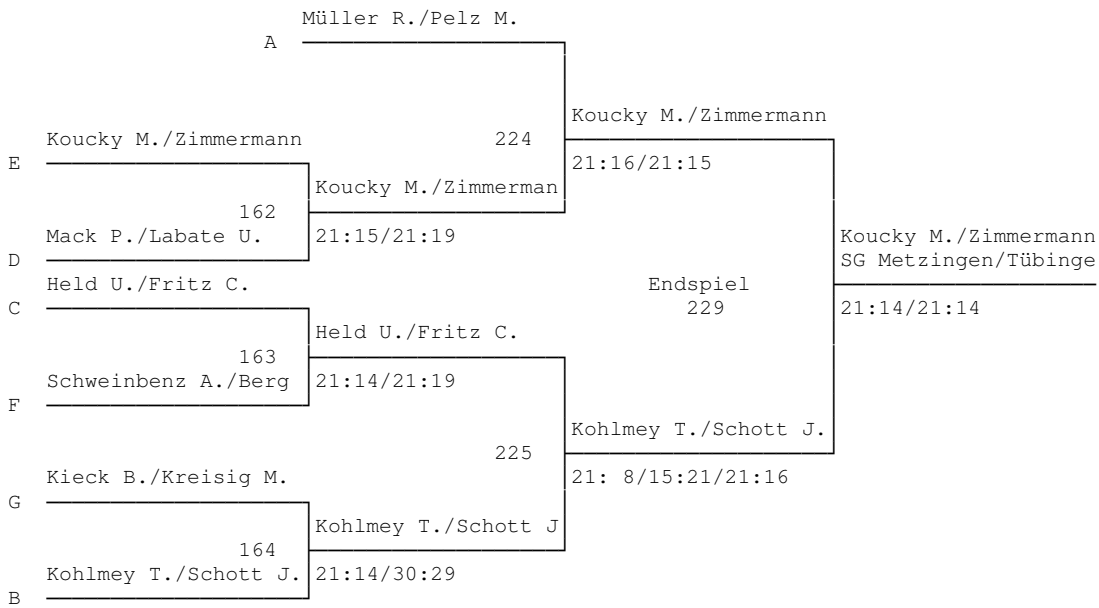 Müller R./Pelz M.
A
Koucky M./Zimmermann
224
Koucky M./Zimmermann
E
21:16/21:15
Koucky M./Zimmerman
162
Mack P./Labate U.
21:15/21:19
Koucky M./Zimmermann
D
SG Metzingen/Tübinge
Held U./Fritz C.
Endspiel
C
229
21:14/21:14
Held U./Fritz C.
163
Schweinbenz A./Berg
21:14/21:19
F
Kohlmey T./Schott J.
225
Kieck B./Kreisig M.
21: 8/15:21/21:16
G
Kohlmey T./Schott J
164
Kohlmey T./Schott J.
21:14/30:29
B